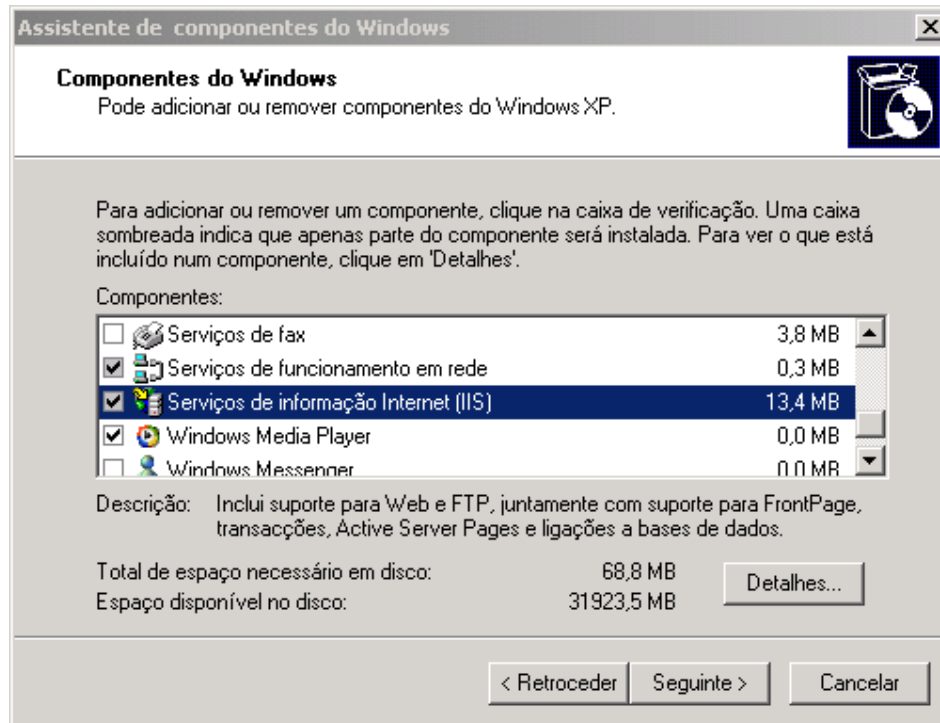 Assistente de componentes do Windows
Componentes do Windows
Pode adicionar ou remover componentes do Windows XP.
Para adicionar ou remover um componente, clique na caixa de verificação. Uma caixa
sombreada indica que apenas parte do componente será instalada. Para ver o que está
incluído num componente, clique em 'Detalhes'.
Componentes:
Serviços de fax 3,8 MB
Serviços de funcionamento em rede 0,3 MB
Serviços de informação Internet (IIS) 13,4 MB
Windows Media Player 0,0 MB
Windows Messenger 0,0 MB
Descrição: Inclui suporte para Web e FTP, juntamente com suporte para FrontPage,
transacções, Active Server Pages e ligações a bases de dados.
Total de espaço necessário em disco: 68,8 MB
Espaço disponível no disco: 31923,5 MB
Detalhes...
< Retroceder Seguinte > Cancelar